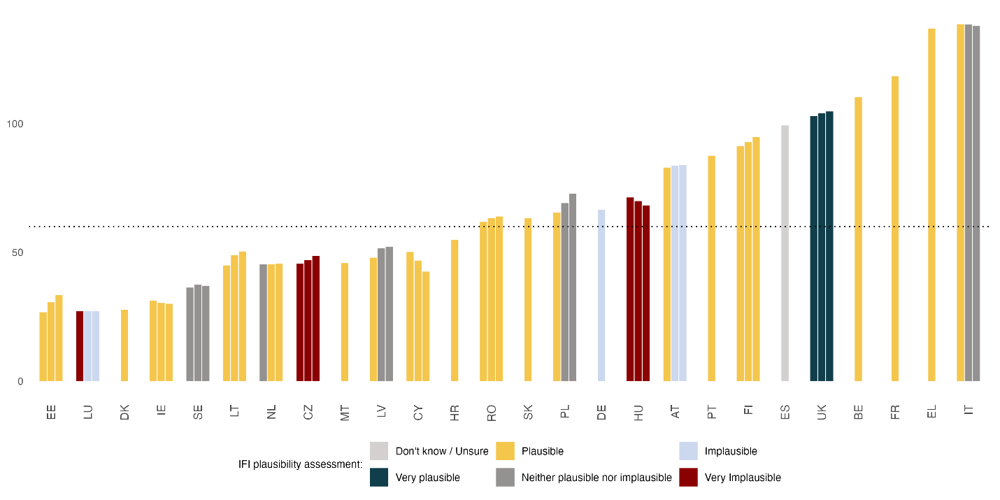 100
50
0
EE LU DK IE SE LT NL CZ MT LV CY HR RO SK PL DE HU AT PT FI ES UK BE FR EL IT
IFI plausibility assessment:
Don't know / Unsure Plausible Implausible
Very plausible Neither plausible nor implausible Very Implausible